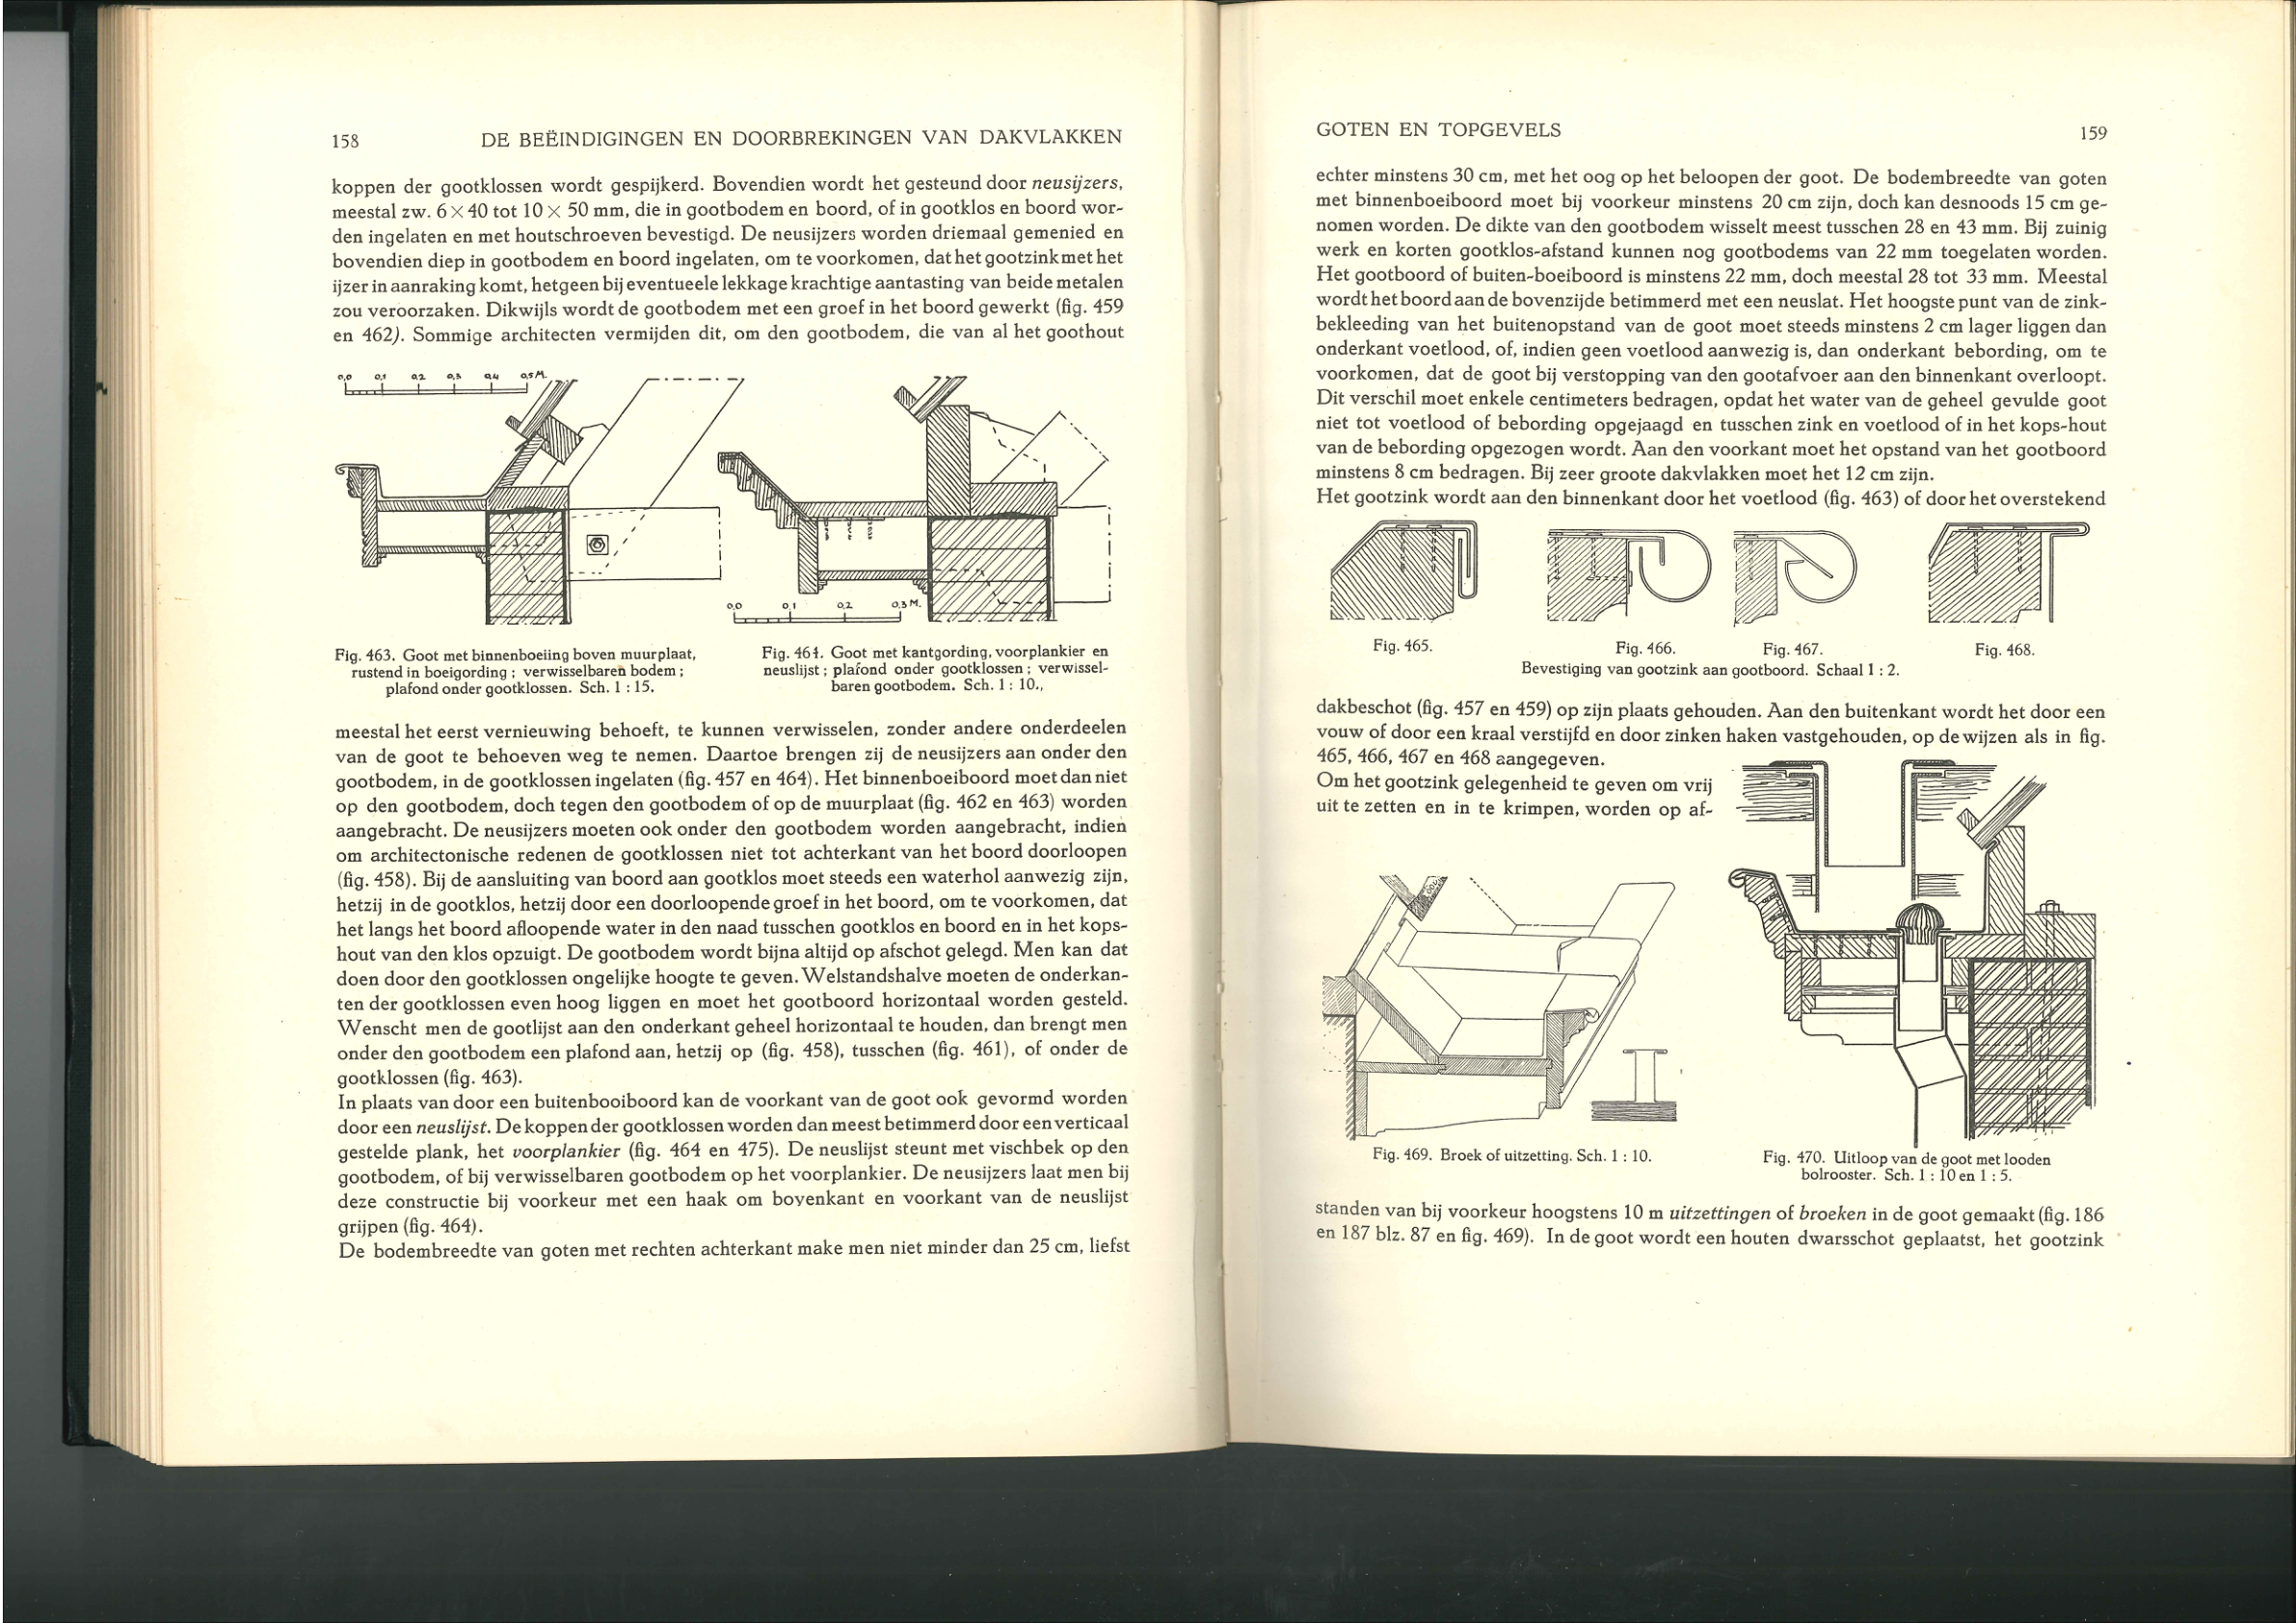 158 DE BEËINDIGINGEN EN DOORBREKINGEN VAN DAKVLAKKEN
koppen der gootklossen wordt gespijkerd. Bovendien wordt het gesteund door neusijzers,
meestal zw. 6 × 40 tot 10 × 50 mm, die in gootbodem en boord, of in gootklos en boord wor-
den ingelaten en met houtschroeven bevestigd. De neusijzers worden driemaal gemenied en
bovendien diep in gootbodem en boord ingelaten, om te voorkomen, dat het gootzink met het
ijzer in aanraking komt, hetgeen bij eventueele lekkage krachtige aantasting van beide metalen
zou veroorzaken. Dikwijls wordt de gootbodem met een groef in het boord gewerkt (fig. 459
en 462). Sommige architecten vermijden dit, om den gootbodem, die van al het goothout
0,0 0,1 0,2 0,3 0,4 0,5 M.
0,0 0,1 0,2 0,3 M.
Fig. 463. Goot met binnenboeiing boven muurplaat,
rustend in boeigording ; verwisselbaren bodem ;
plafond onder gootklossen. Sch. 1 : 15.
Fig. 464. Goot met kantgording, voorplankier en
neuslijst ; plafond onder gootklossen ; verwissel-
baren gootbodem. Sch. 1 : 10.,
meestal het eerst vernieuwing behoeft, te kunnen verwisselen, zonder andere onderdeelen
van de goot te behoeven weg te nemen. Daartoe brengen zij de neusijzers aan onder den
gootbodem, in de gootklossen ingelaten (fig. 457 en 464). Het binnenboeiboord moet dan niet
op den gootbodem, doch tegen den gootbodem of op de muurplaat (fig. 462 en 463) worden
aangebracht. De neusijzers moeten ook onder den gootbodem worden aangebracht, indien
om architectonische redenen de gootklossen niet tot achterkant van het boord doorloopen
(fig. 458). Bij de aansluiting van boord aan gootklos moet steeds een waterhol aanwezig zijn,
hetzij in de gootklos, hetzij door een doorloopende groef in het boord, om te voorkomen, dat
het langs het boord afloopende water in den naad tusschen gootklos en boord en in het kops-
hout van den klos opzuigt. De gootbodem wordt bijna altijd op afschot gelegd. Men kan dat
doen door den gootklossen ongelijke hoogte te geven. Welstandshalve moeten de onderkan-
ten der gootklossen even hoog liggen en moet het gootboord horizontaal worden gesteld.
Wenscht men de gootlijst aan den onderkant geheel horizontaal te houden, dan brengt men
onder den gootbodem een plafond aan, hetzij op (fig. 458), tusschen (fig. 461), of onder de
gootklossen (fig. 463).
In plaats van door een buitenbooiboord kan de voorkant van de goot ook gevormd worden
door een neuslijst. De koppen der gootklossen worden dan meest betimmerd door een verticaal
gestelde plank, het voorplankier (fig. 464 en 475). De neuslijst steunt met vischbek op den
gootbodem, of bij verwisselbaren gootbodem op het voorplankier. De neusijzers laat men bij
deze constructie bij voorkeur met een haak om bovenkant en voorkant van de neuslijst
grijpen (fig. 464).
De bodembreedte van goten met rechten achterkant make men niet minder dan 25 cm, liefst
GOTEN EN TOPGEVELS 159
echter minstens 30 cm, met het oog op het beloopen der goot. De bodembreedte van goten
met binnenboeiboord moet bij voorkeur minstens 20 cm zijn, doch kan desnoods 15 cm ge-
nomen worden. De dikte van den gootbodem wisselt meest tusschen 28 en 43 mm. Bij zuinig
werk en korten gootklos-afstand kunnen nog gootbodems van 22 mm toegelaten worden.
Het gootboord of buiten-boeiboord is minstens 22 mm, doch meestal 28 tot 33 mm. Meestal
wordt het boord aan de bovenzijde betimmerd met een neuslat. Het hoogste punt van de zink-
bekleeding van het buitenopstand van de goot moet steeds minstens 2 cm lager liggen dan
onderkant voetlood, of, indien geen voetlood aanwezig is, dan onderkant bebording, om te
voorkomen, dat de goot bij verstopping van den gootafvoer aan den binnenkant overloopt.
Dit verschil moet enkele centimeters bedragen, opdat het water van de geheel gevulde goot
niet tot voetlood of bebording opgejaagd en tusschen zink en voetlood of in het kops-hout
van de bebording opgezogen wordt. Aan den voorkant moet het opstand van het gootboord
minstens 8 cm bedragen. Bij zeer groote dakvlakken moet het 12 cm zijn.
Het gootzink wordt aan den binnenkant door het voetlood (fig. 463) of door het overstekend
Fig. 465. Fig. 466. Fig. 467. Fig. 468.
Bevestiging van gootzink aan gootboord. Schaal 1 : 2.
dakbeschot (fig. 457 en 459) op zijn plaats gehouden. Aan den buitenkant wordt het door een
vouw of door een kraal verstijfd en door zinken haken vastgehouden, op de wijzen als in fig.
465, 466, 467 en 468 aangegeven.
Om het gootzink gelegenheid te geven om vrij
uit te zetten en in te krimpen, worden op af-
Fig. 469. Broek of uitzetting. Sch. 1 : 10.
Fig. 470. Uitloop van de goot met looden
bolrooster. Sch. 1 : 10 en 1 : 5.
standen van bij voorkeur hoogstens 10 m uitzettingen of broeken in de goot gemaakt (fig. 186
en 187 blz. 87 en fig. 469). In de goot wordt een houten dwarsschot geplaatst, het gootzink